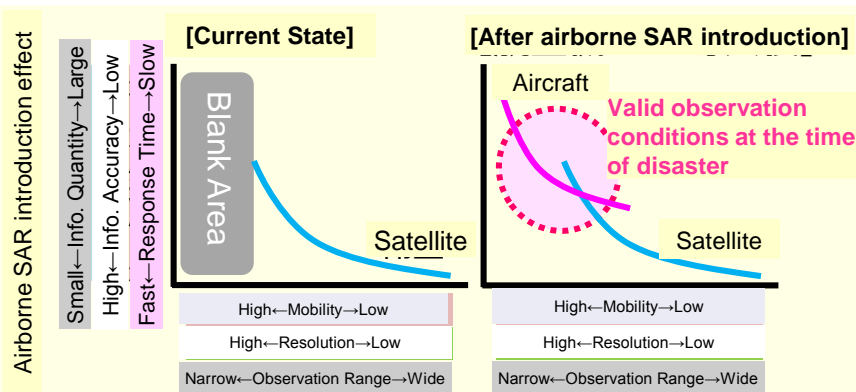 Airborne SAR introduction effect
Small←Info. Quantity→Large
High←Info. Accuracy→Low
Fast←Response Time→Slow
[Current State]
Blank Area
Satellite
High←Mobility→Low
High←Resolution→Low
Narrow←Observation Range→Wide
[After airborne SAR introduction]
Aircraft
Valid observation
conditions at the time
of disaster
Satellite
High←Mobility→Low
High←Resolution→Low
Narrow←Observation Range→Wide